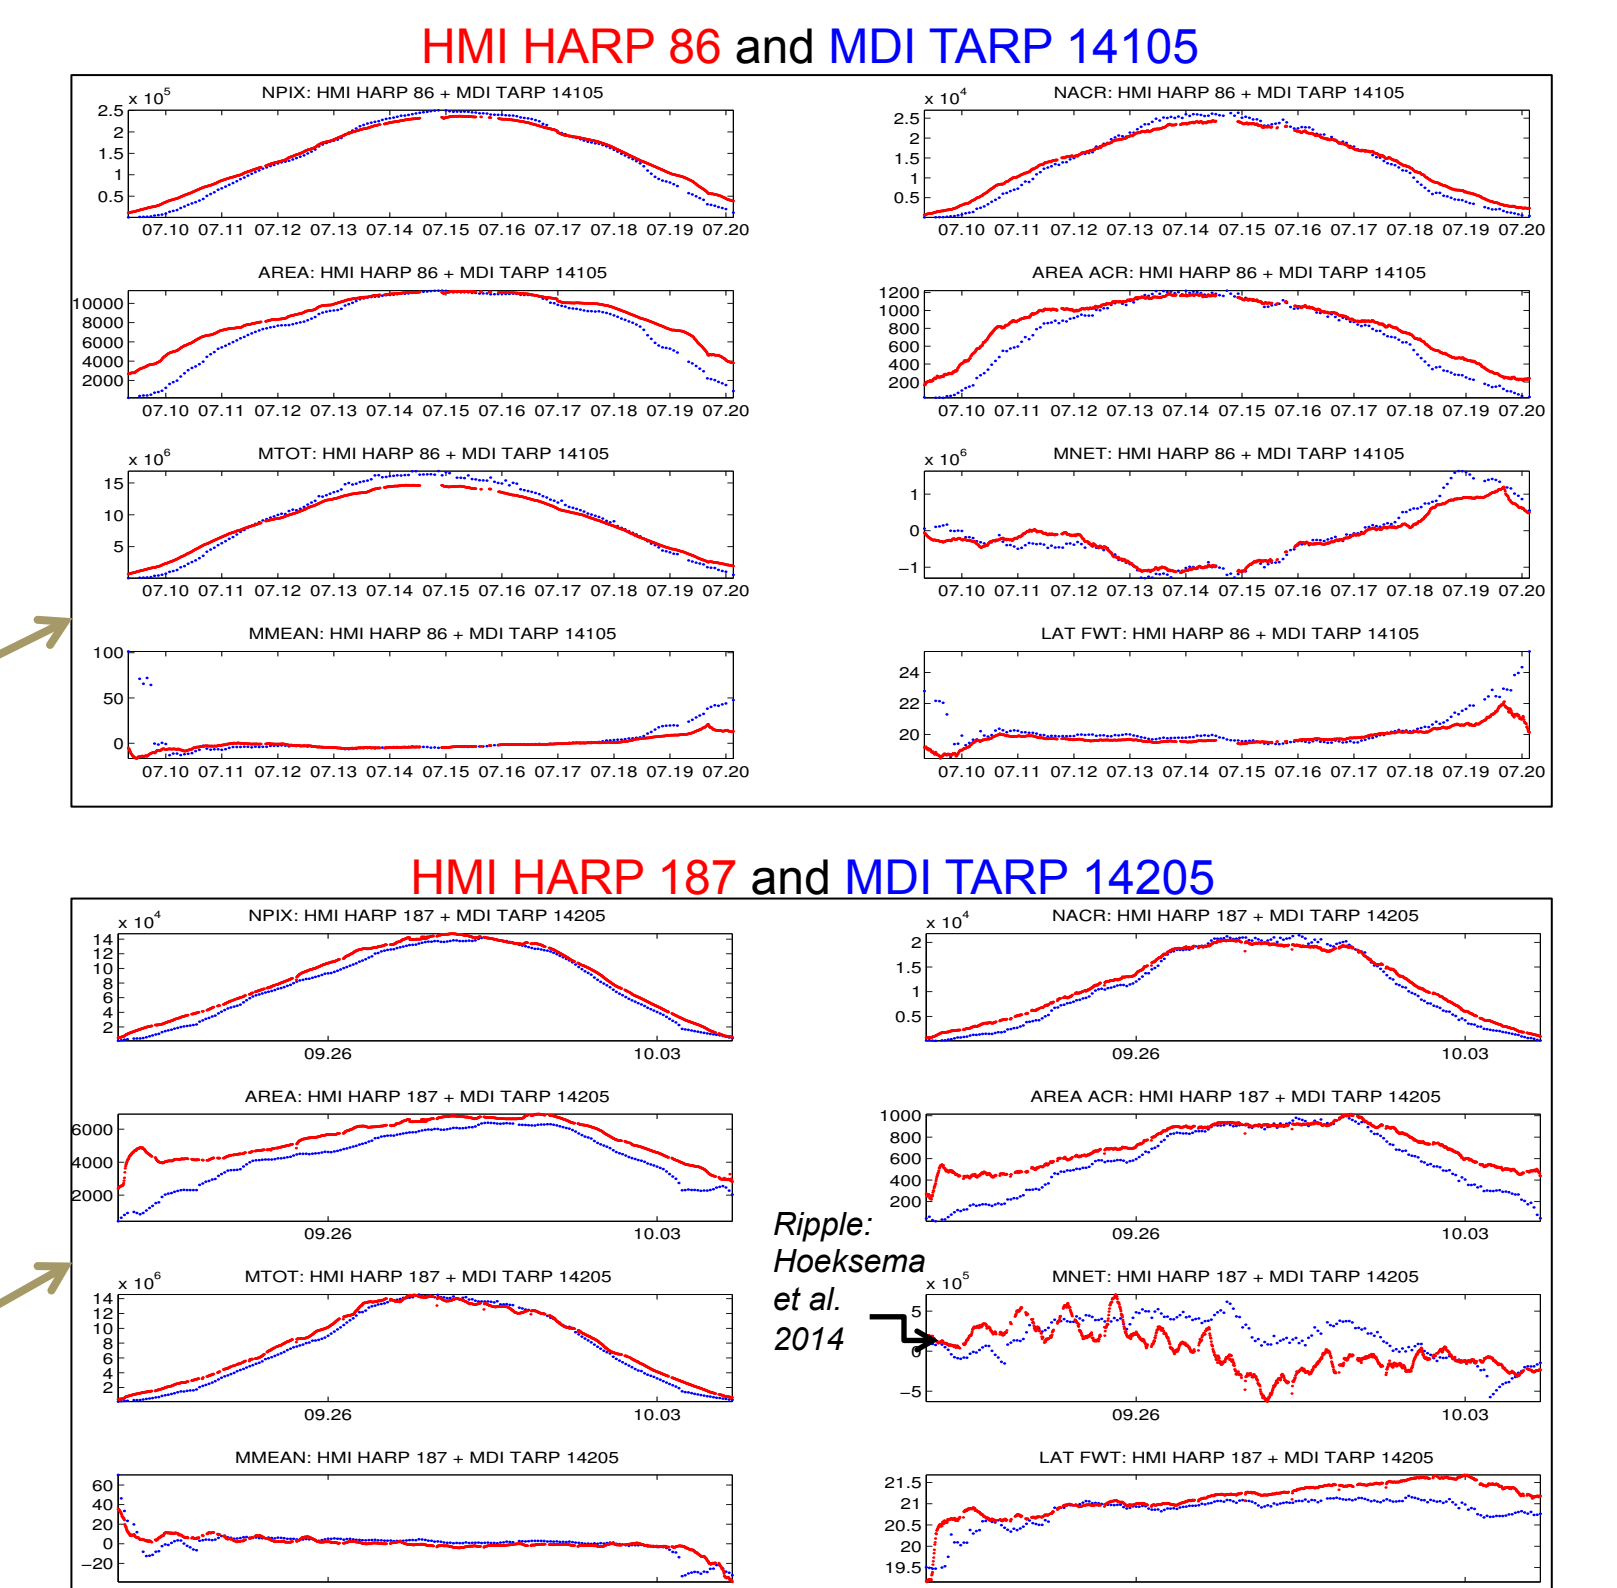 HMI HARP 86 and MDI TARP 14105
NPIX: HMI HARP 86 + MDI TARP 14105
x 10^5
2.5
2
1.5
1
0.5
07.10 07.11 07.12 07.13 07.14 07.15 07.16 07.17 07.18 07.19 07.20
NACR: HMI HARP 86 + MDI TARP 14105
x 10^4
2.5
2
1.5
1
0.5
07.10 07.11 07.12 07.13 07.14 07.15 07.16 07.17 07.18 07.19 07.20
AREA: HMI HARP 86 + MDI TARP 14105
10000
8000
6000
4000
2000
07.10 07.11 07.12 07.13 07.14 07.15 07.16 07.17 07.18 07.19 07.20
AREA ACR: HMI HARP 86 + MDI TARP 14105
1200
1000
800
600
400
200
07.10 07.11 07.12 07.13 07.14 07.15 07.16 07.17 07.18 07.19 07.20
MTOT: HMI HARP 86 + MDI TARP 14105
x 10^6
15
10
5
07.10 07.11 07.12 07.13 07.14 07.15 07.16 07.17 07.18 07.19 07.20
MNET: HMI HARP 86 + MDI TARP 14105
x 10^6
1
0
−1
07.10 07.11 07.12 07.13 07.14 07.15 07.16 07.17 07.18 07.19 07.20
MMEAN: HMI HARP 86 + MDI TARP 14105
100
50
0
07.10 07.11 07.12 07.13 07.14 07.15 07.16 07.17 07.18 07.19 07.20
LAT FWT: HMI HARP 86 + MDI TARP 14105
24
22
20
07.10 07.11 07.12 07.13 07.14 07.15 07.16 07.17 07.18 07.19 07.20
HMI HARP 187 and MDI TARP 14205
NPIX: HMI HARP 187 + MDI TARP 14205
x 10^4
14
12
10
8
6
4
2
09.26 10.03
NACR: HMI HARP 187 + MDI TARP 14205
x 10^4
2
1.5
1
0.5
09.26 10.03
AREA: HMI HARP 187 + MDI TARP 14205
6000
4000
2000
09.26 10.03
AREA ACR: HMI HARP 187 + MDI TARP 14205
1000
800
600
400
200
09.26 10.03
Ripple:
Hoeksema
et al.
2014
MTOT: HMI HARP 187 + MDI TARP 14205
x 10^6
14
12
10
8
6
4
2
09.26 10.03
MNET: HMI HARP 187 + MDI TARP 14205
x 10^5
5
0
−5
09.26 10.03
MMEAN: HMI HARP 187 + MDI TARP 14205
60
40
20
0
−20
LAT FWT: HMI HARP 187 + MDI TARP 14205
21.5
21
20.5
20
19.5